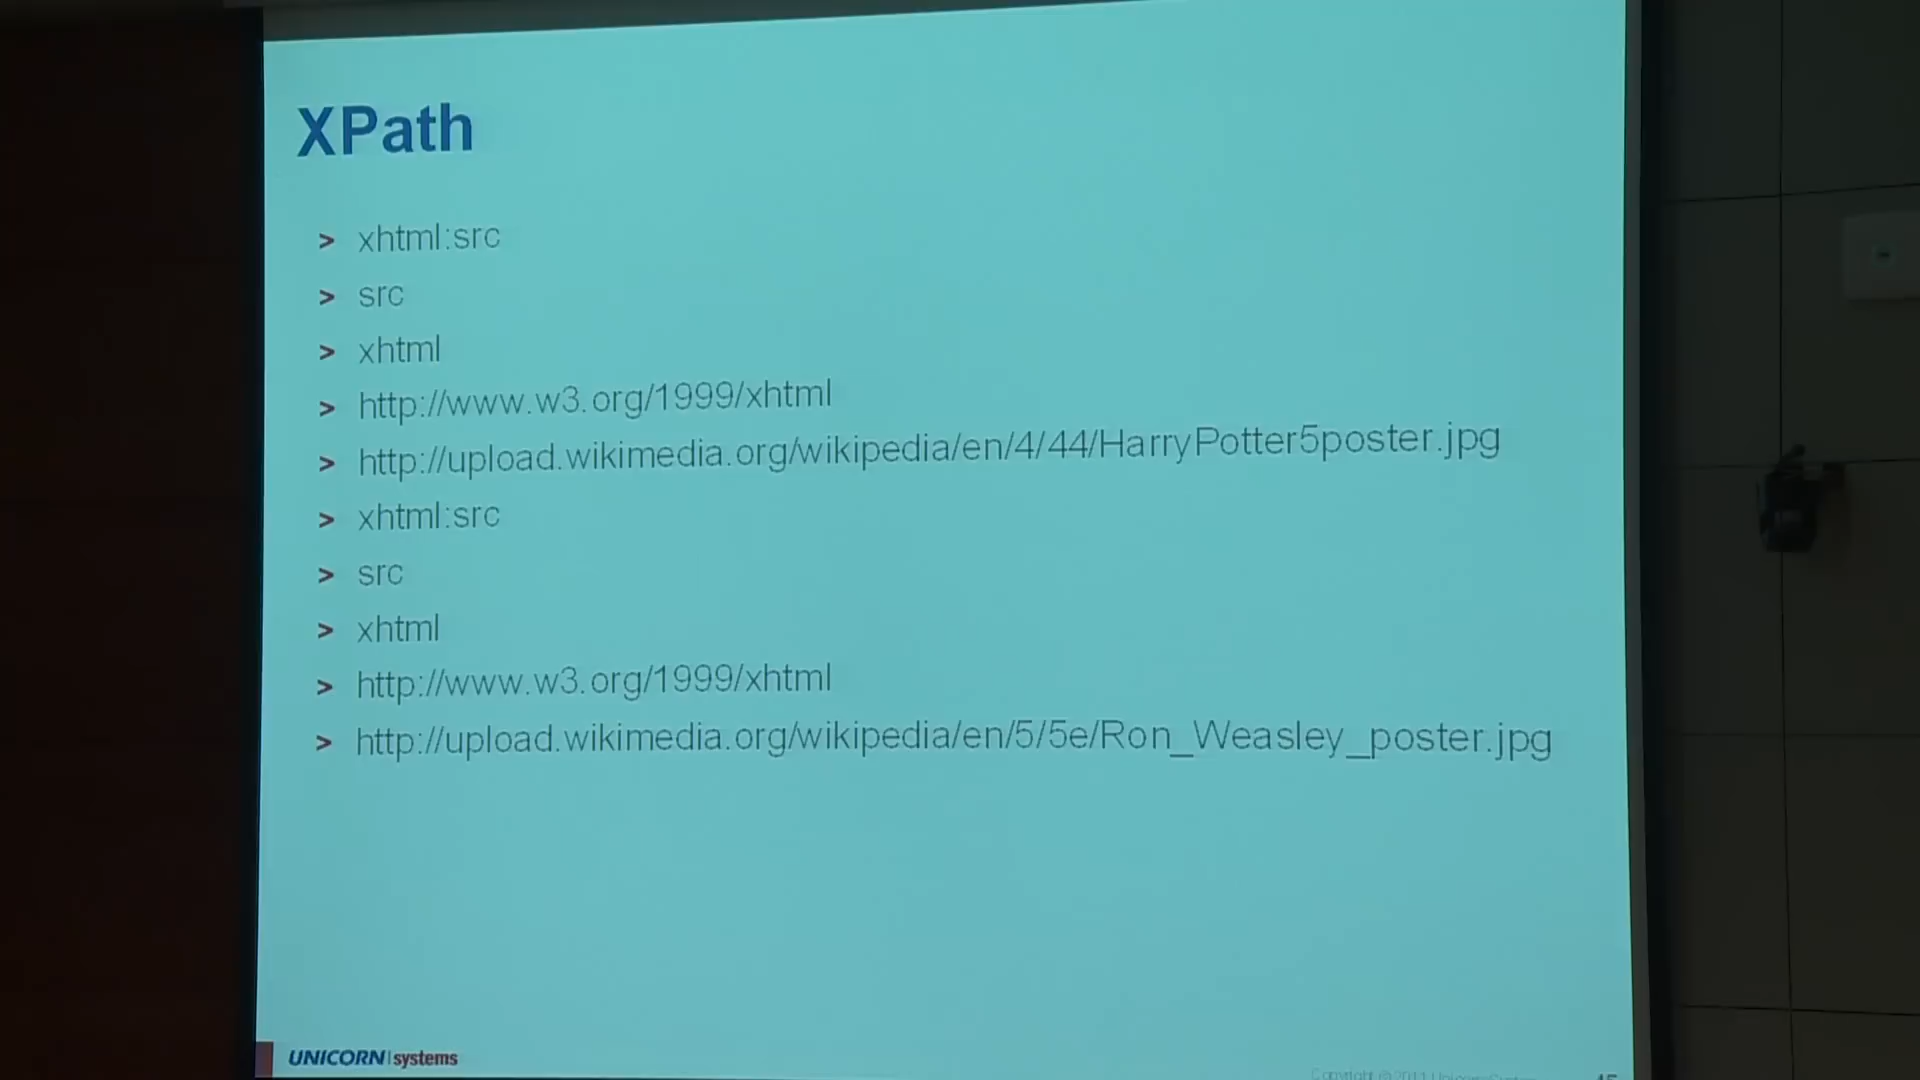 XPath
> xhtml:src
> src
> xhtml
> http://www.w3.org/1999/xhtml
> http://upload.wikimedia.org/wikipedia/en/4/44/HarryPotter5poster.jpg
> xhtml:src
> src
> xhtml
> http://www.w3.org/1999/xhtml
> http://upload.wikimedia.org/wikipedia/en/5/5e/Ron_Weasley_poster.jpg
UNICORN|systems
Copyright ©